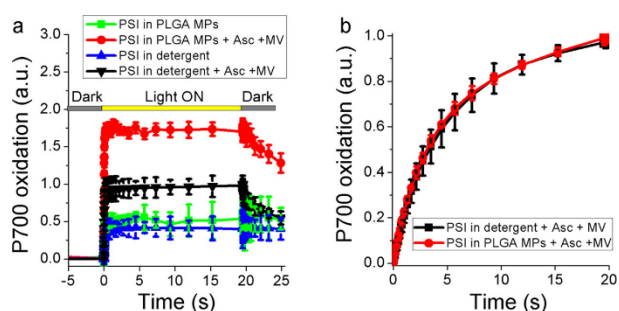 a
PSI in PLGA MPs
PSI in PLGA MPs + Asc +MV
PSI in detergent
PSI in detergent + Asc +MV
P700 oxidation (a.u.)
3.0
2.5
2.0
1.5
1.0
0.5
0.0
Dark
Light ON
Dark
-5 0 5 10 15 20 25
Time (s)
b
P700 oxidation (a.u.)
1.0
0.8
0.6
0.4
0.2
0.0
PSI in detergent + Asc + MV
PSI in PLGA MPs + Asc +MV
0 5 10 15 20
Time (s)